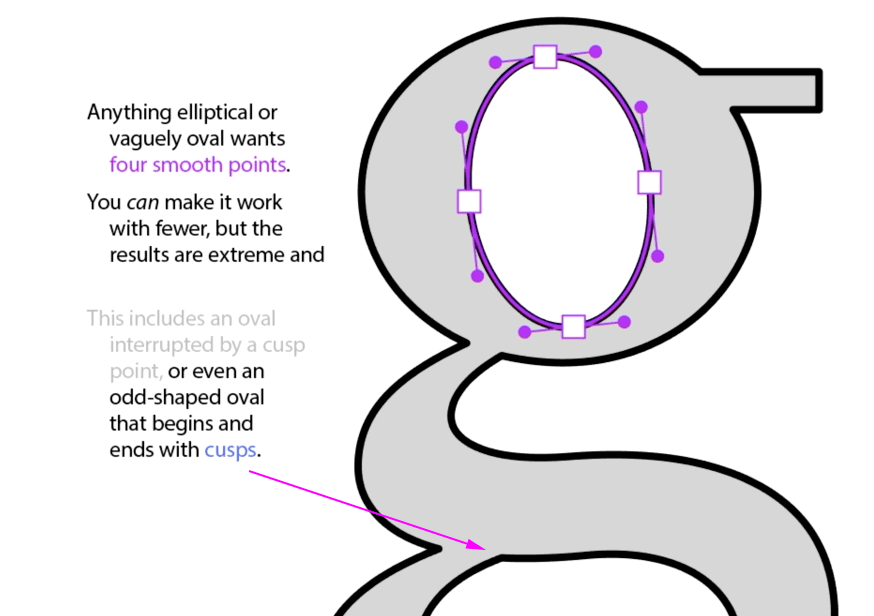 Anything elliptical or
vaguely oval wants
four smooth points.
You can make it work
with fewer, but the
results are extreme and
This includes an oval
interrupted by a cusp
point, or even an
odd-shaped oval
that begins and
ends with cusps.